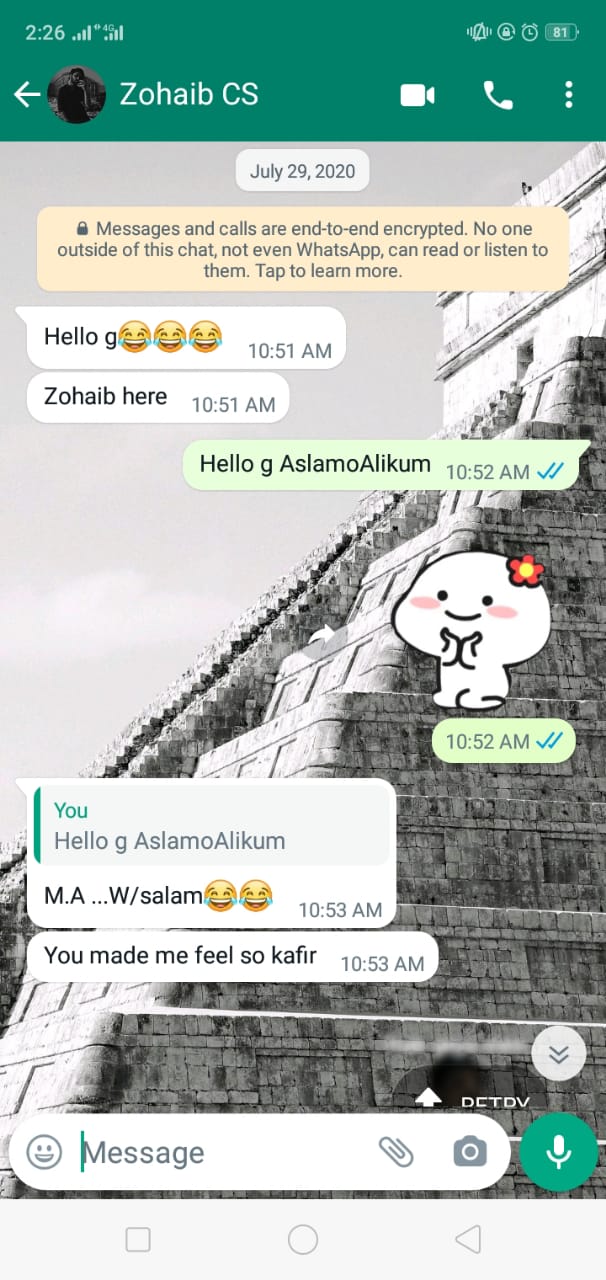 2:26 4G 81
Zohaib CS
July 29, 2020
Messages and calls are end-to-end encrypted. No one
outside of this chat, not even WhatsApp, can read or listen to
them. Tap to learn more.
Hello g😂😂😂 10:51 AM
Zohaib here 10:51 AM
Hello g AslamoAlikum 10:52 AM
10:52 AM
You
Hello g AslamoAlikum
M.A ...W/salam😂😂 10:53 AM
You made me feel so kafir 10:53 AM
RETRY
Message